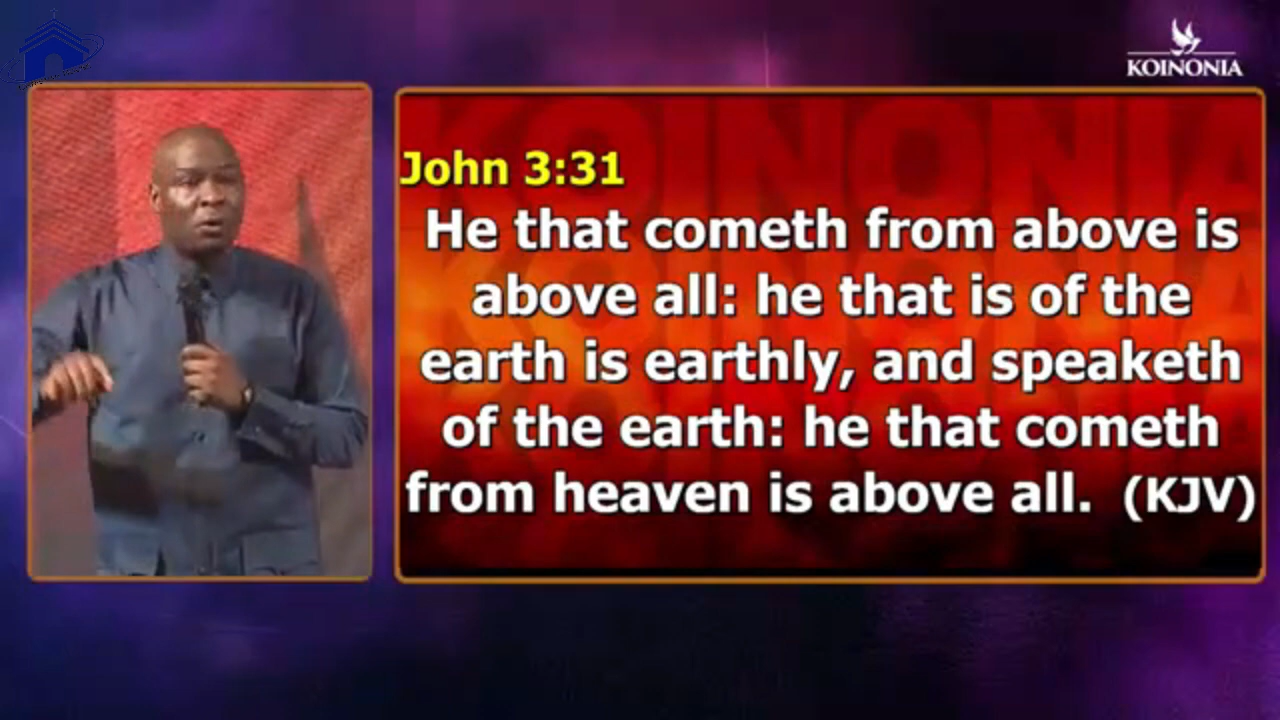 KOINONIA
John 3:31
He that cometh from above is
above all: he that is of the
earth is earthly, and speaketh
of the earth: he that cometh
from heaven is above all. (KJV)